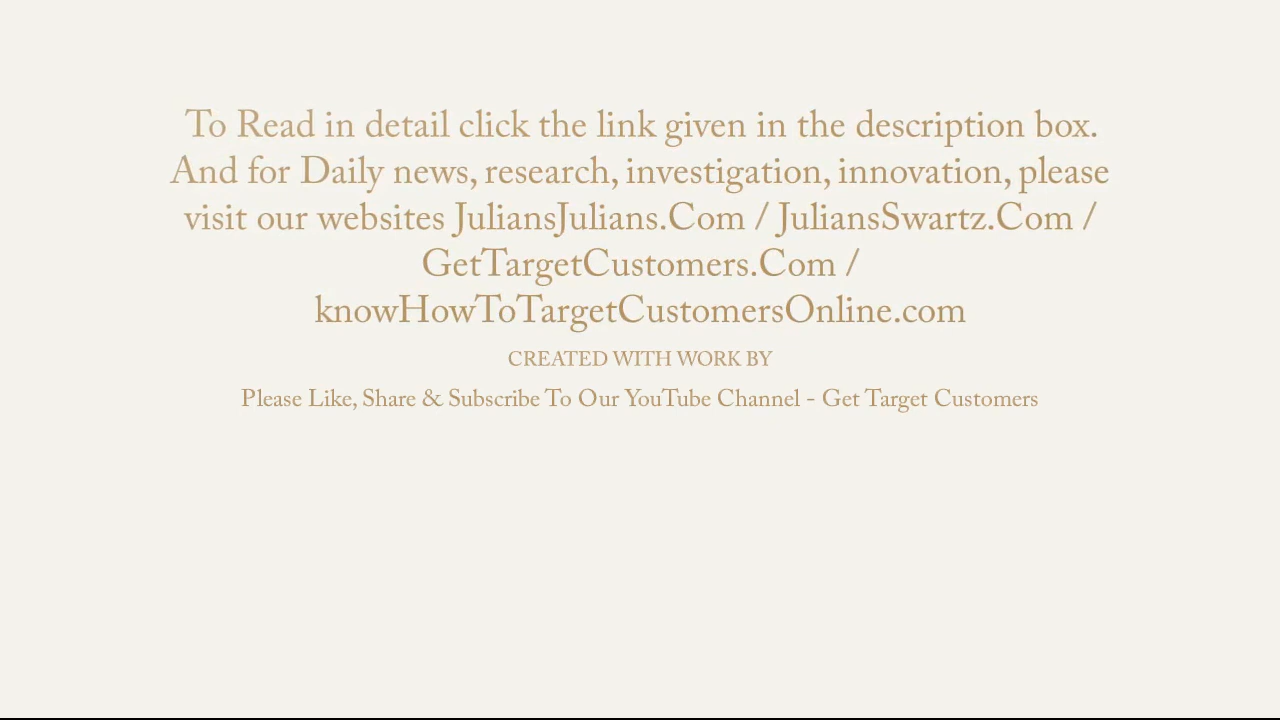 To Read in detail click the link given in the description box.
And for Daily news, research, investigation, innovation, please
visit our websites JuliansJulians.Com / JuliansSwartz.Com /
GetTargetCustomers.Com /
knowHowToTargetCustomersOnline.com
CREATED WITH WORK BY
Please Like, Share & Subscribe To Our YouTube Channel - Get Target Customers